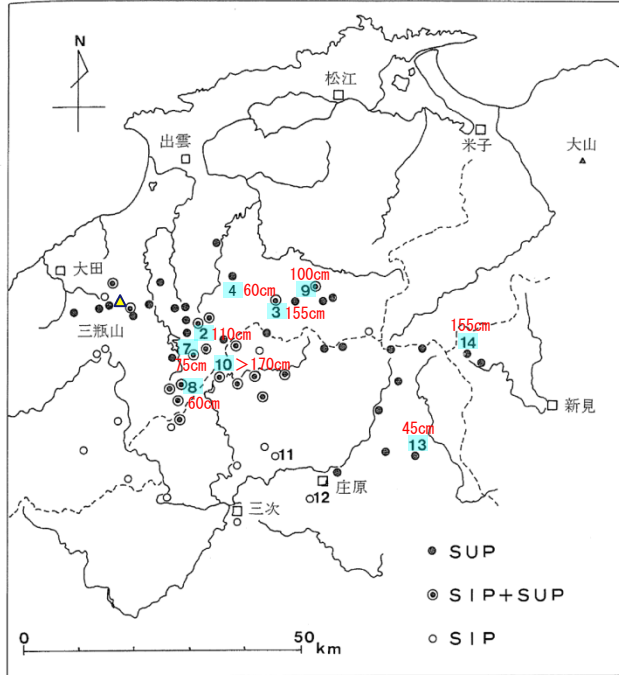 N
松江
出雲
米子
大山
大田
三瓶山
4 60cm
100cm
9
3 155cm
2 110cm
7
75cm
10 >170cm
8
60cm
155cm
14
新見
45cm
13
11
12
庄原
三次
SUP
SIP+SUP
SIP
0 50
km